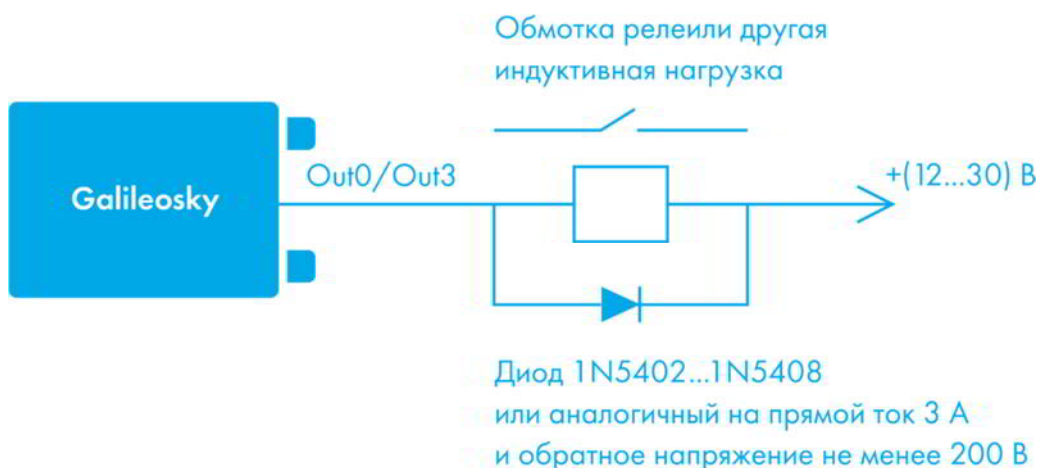 Обмотка релеили другая
индуктивная нагрузка
Galileosky
Out0/Out3
+(12...30) В
Диод 1N5402...1N5408
или аналогичный на прямой ток 3 А
и обратное напряжение не менее 200 В